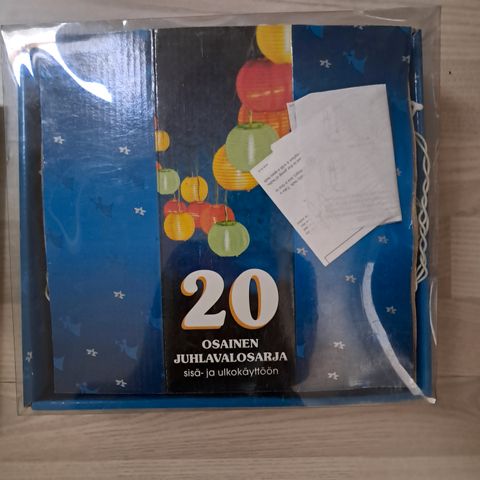 20
OSAINEN
JUHLAVALOSARJA
sisä- ja ulkokäyttöön